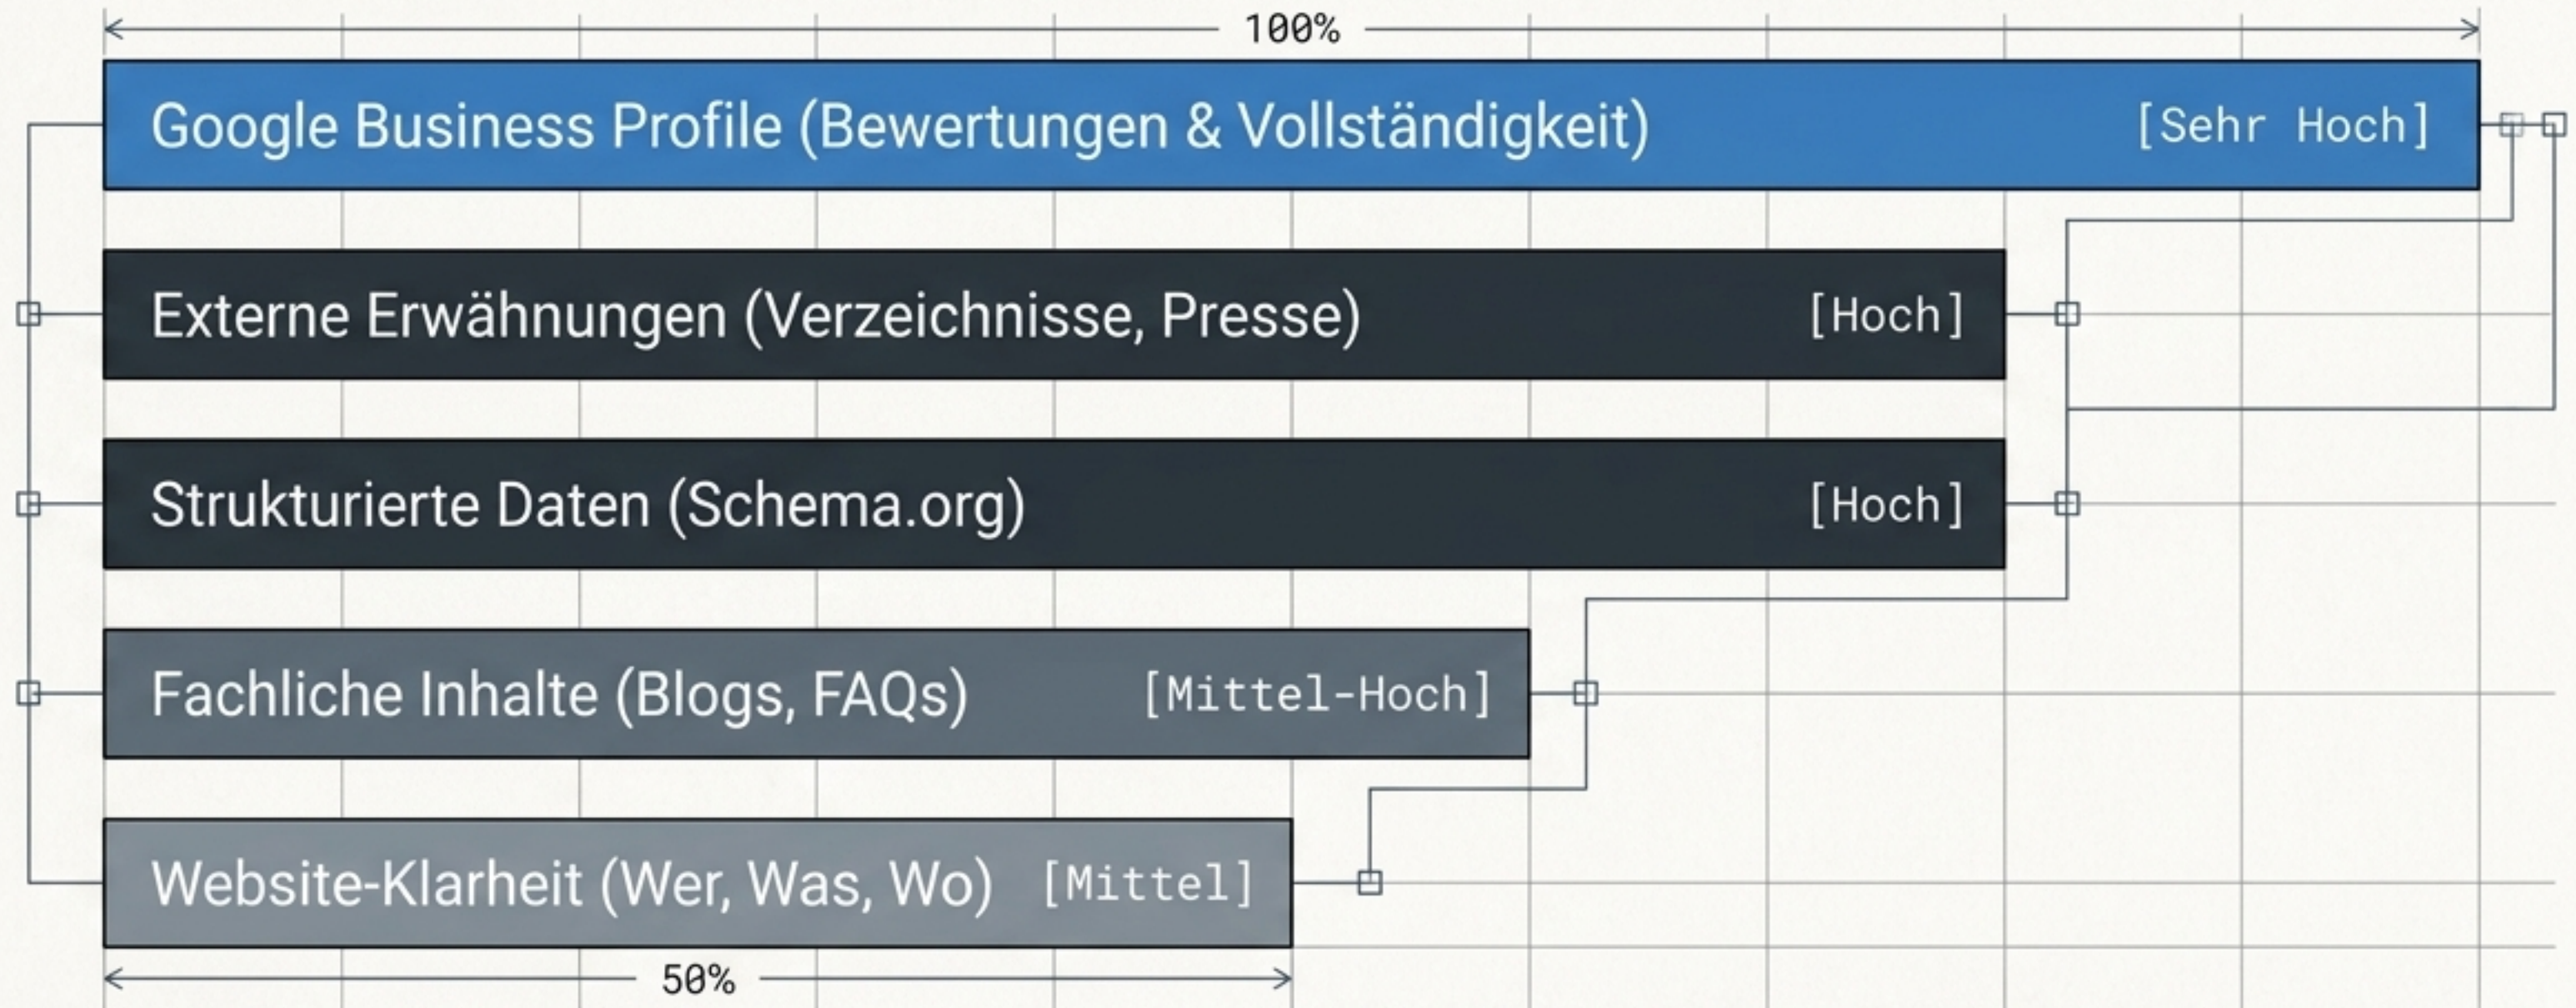 100%
Google Business Profile (Bewertungen & Vollständigkeit) [Sehr Hoch]
Externe Erwähnungen (Verzeichnisse, Presse) [Hoch]
Strukturierte Daten (Schema.org) [Hoch]
Fachliche Inhalte (Blogs, FAQs) [Mittel-Hoch]
Website-Klarheit (Wer, Was, Wo) [Mittel]
50%